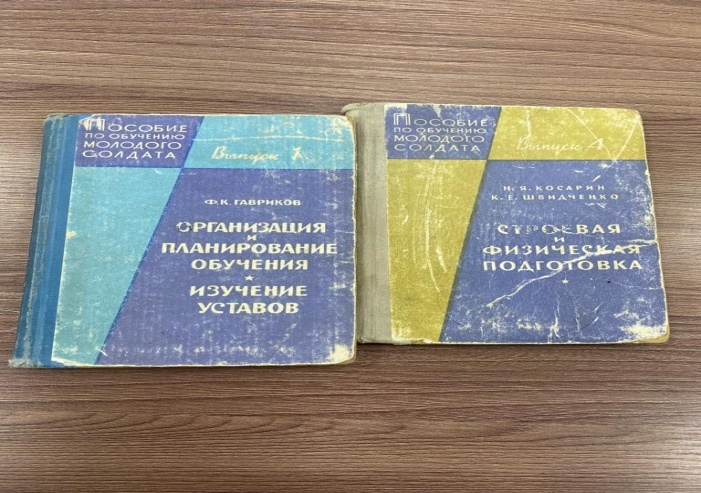 Пособие
по обучению
молодого
солдата
Выпуск 1
Ф.К. Гавриков
Организация
и
планирование
обучения
★
Изучение
уставов
Пособие
по обучению
молодого
солдата
Выпуск 4
Н.Я. Косарин
К.Е. Швидченко
Строевая
и
физическая
подготовка
★